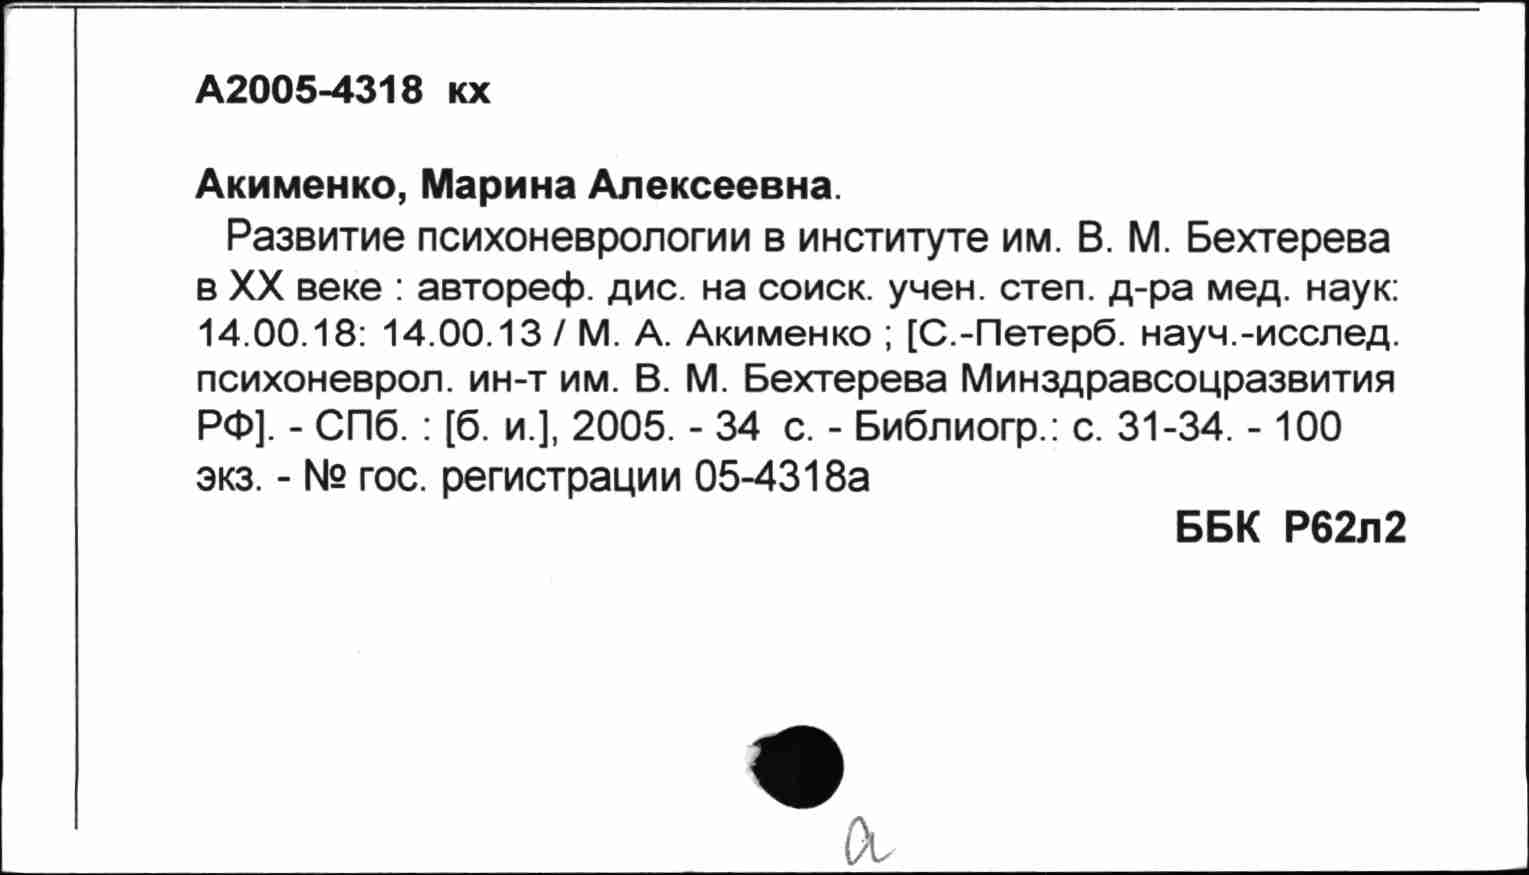 А2005-4318 кх
Акименко, Марина Алексеевна.
Развитие психоневрологии в институте им. В. М. Бехтерева
в XX веке : автореф. дис. на соиск. учен. степ. д-ра мед. наук:
14.00.18: 14.00.13 / М. А. Акименко ; [С.-Петерб. науч.-исслед.
психоневрол. ин-т им. В. М. Бехтерева Минздравсоцразвития
РФ]. - СПб. : [б. и.], 2005. - 34 с. - Библиогр.: с. 31-34. - 100
экз. - № гос. регистрации 05-4318а
ББК Р62л2
а